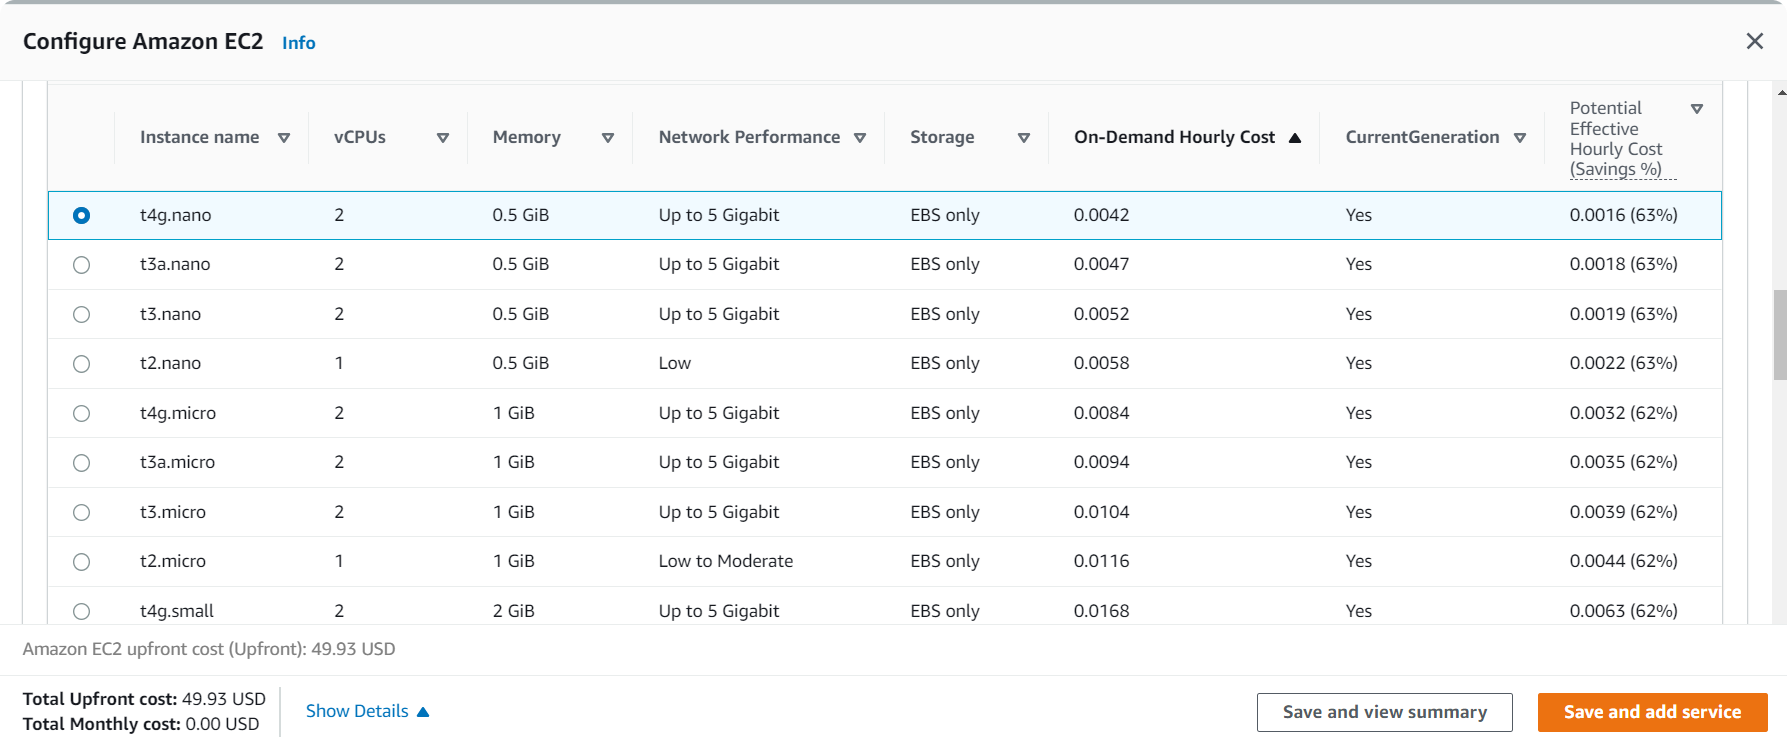 Configure Amazon EC2 Info
Instance name vCPUs Memory Network Performance Storage On-Demand Hourly Cost CurrentGeneration Potential
Effective
Hourly Cost
(Savings %)
t4g.nano 2 0.5 GiB Up to 5 Gigabit EBS only 0.0042 Yes 0.0016 (63%)
t3a.nano 2 0.5 GiB Up to 5 Gigabit EBS only 0.0047 Yes 0.0018 (63%)
t3.nano 2 0.5 GiB Up to 5 Gigabit EBS only 0.0052 Yes 0.0019 (63%)
t2.nano 1 0.5 GiB Low EBS only 0.0058 Yes 0.0022 (63%)
t4g.micro 2 1 GiB Up to 5 Gigabit EBS only 0.0084 Yes 0.0032 (62%)
t3a.micro 2 1 GiB Up to 5 Gigabit EBS only 0.0094 Yes 0.0035 (62%)
t3.micro 2 1 GiB Up to 5 Gigabit EBS only 0.0104 Yes 0.0039 (62%)
t2.micro 1 1 GiB Low to Moderate EBS only 0.0116 Yes 0.0044 (62%)
t4g.small 2 2 GiB Up to 5 Gigabit EBS only 0.0168 Yes 0.0063 (62%)
Amazon EC2 upfront cost (Upfront): 49.93 USD
Total Upfront cost: 49.93 USD
Total Monthly cost: 0.00 USD
Show Details
Save and view summary
Save and add service